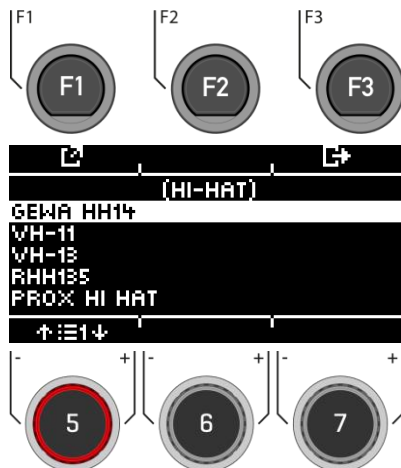 F1 F2 F3
F1 F2 F3
(HI-HAT)
GEWA HH14
VH-11
VH-13
RHH135
PROX HI HAT
↑ 1 ↓
- + - + - +
5 6 7